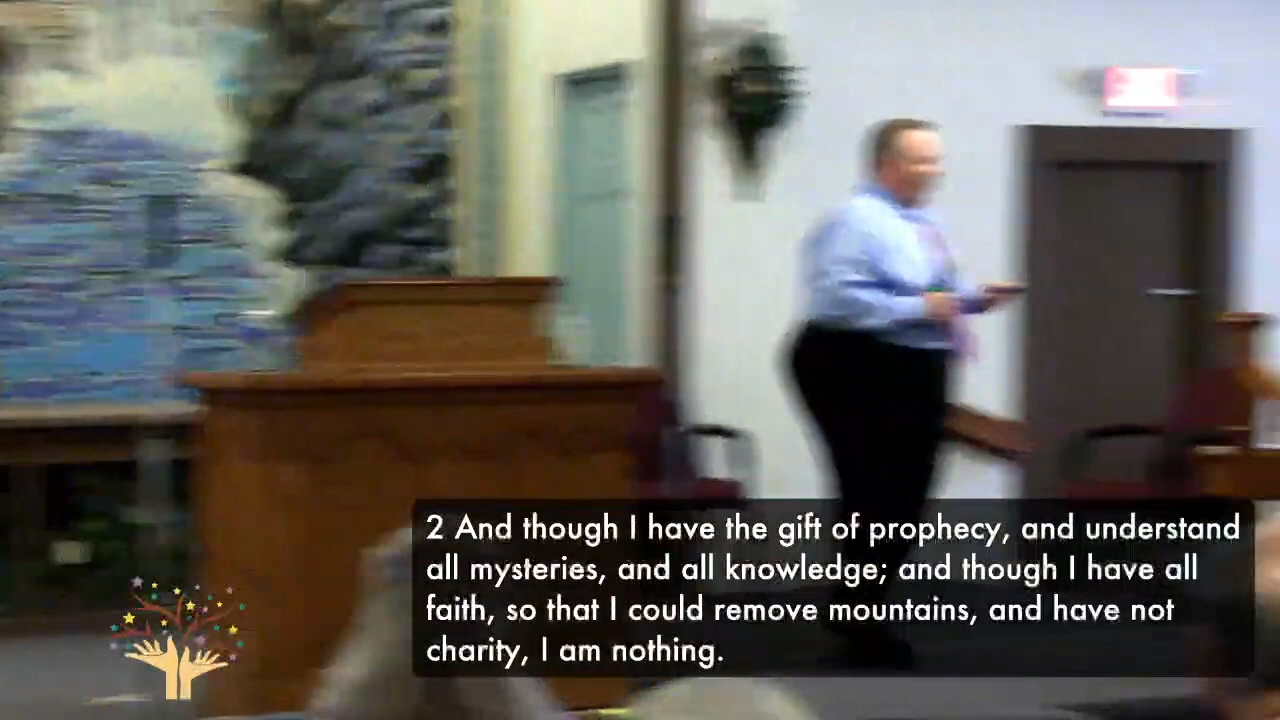 2 And though I have the gift of prophecy, and understand
all mysteries, and all knowledge; and though I have all
faith, so that I could remove mountains, and have not
charity, I am nothing.